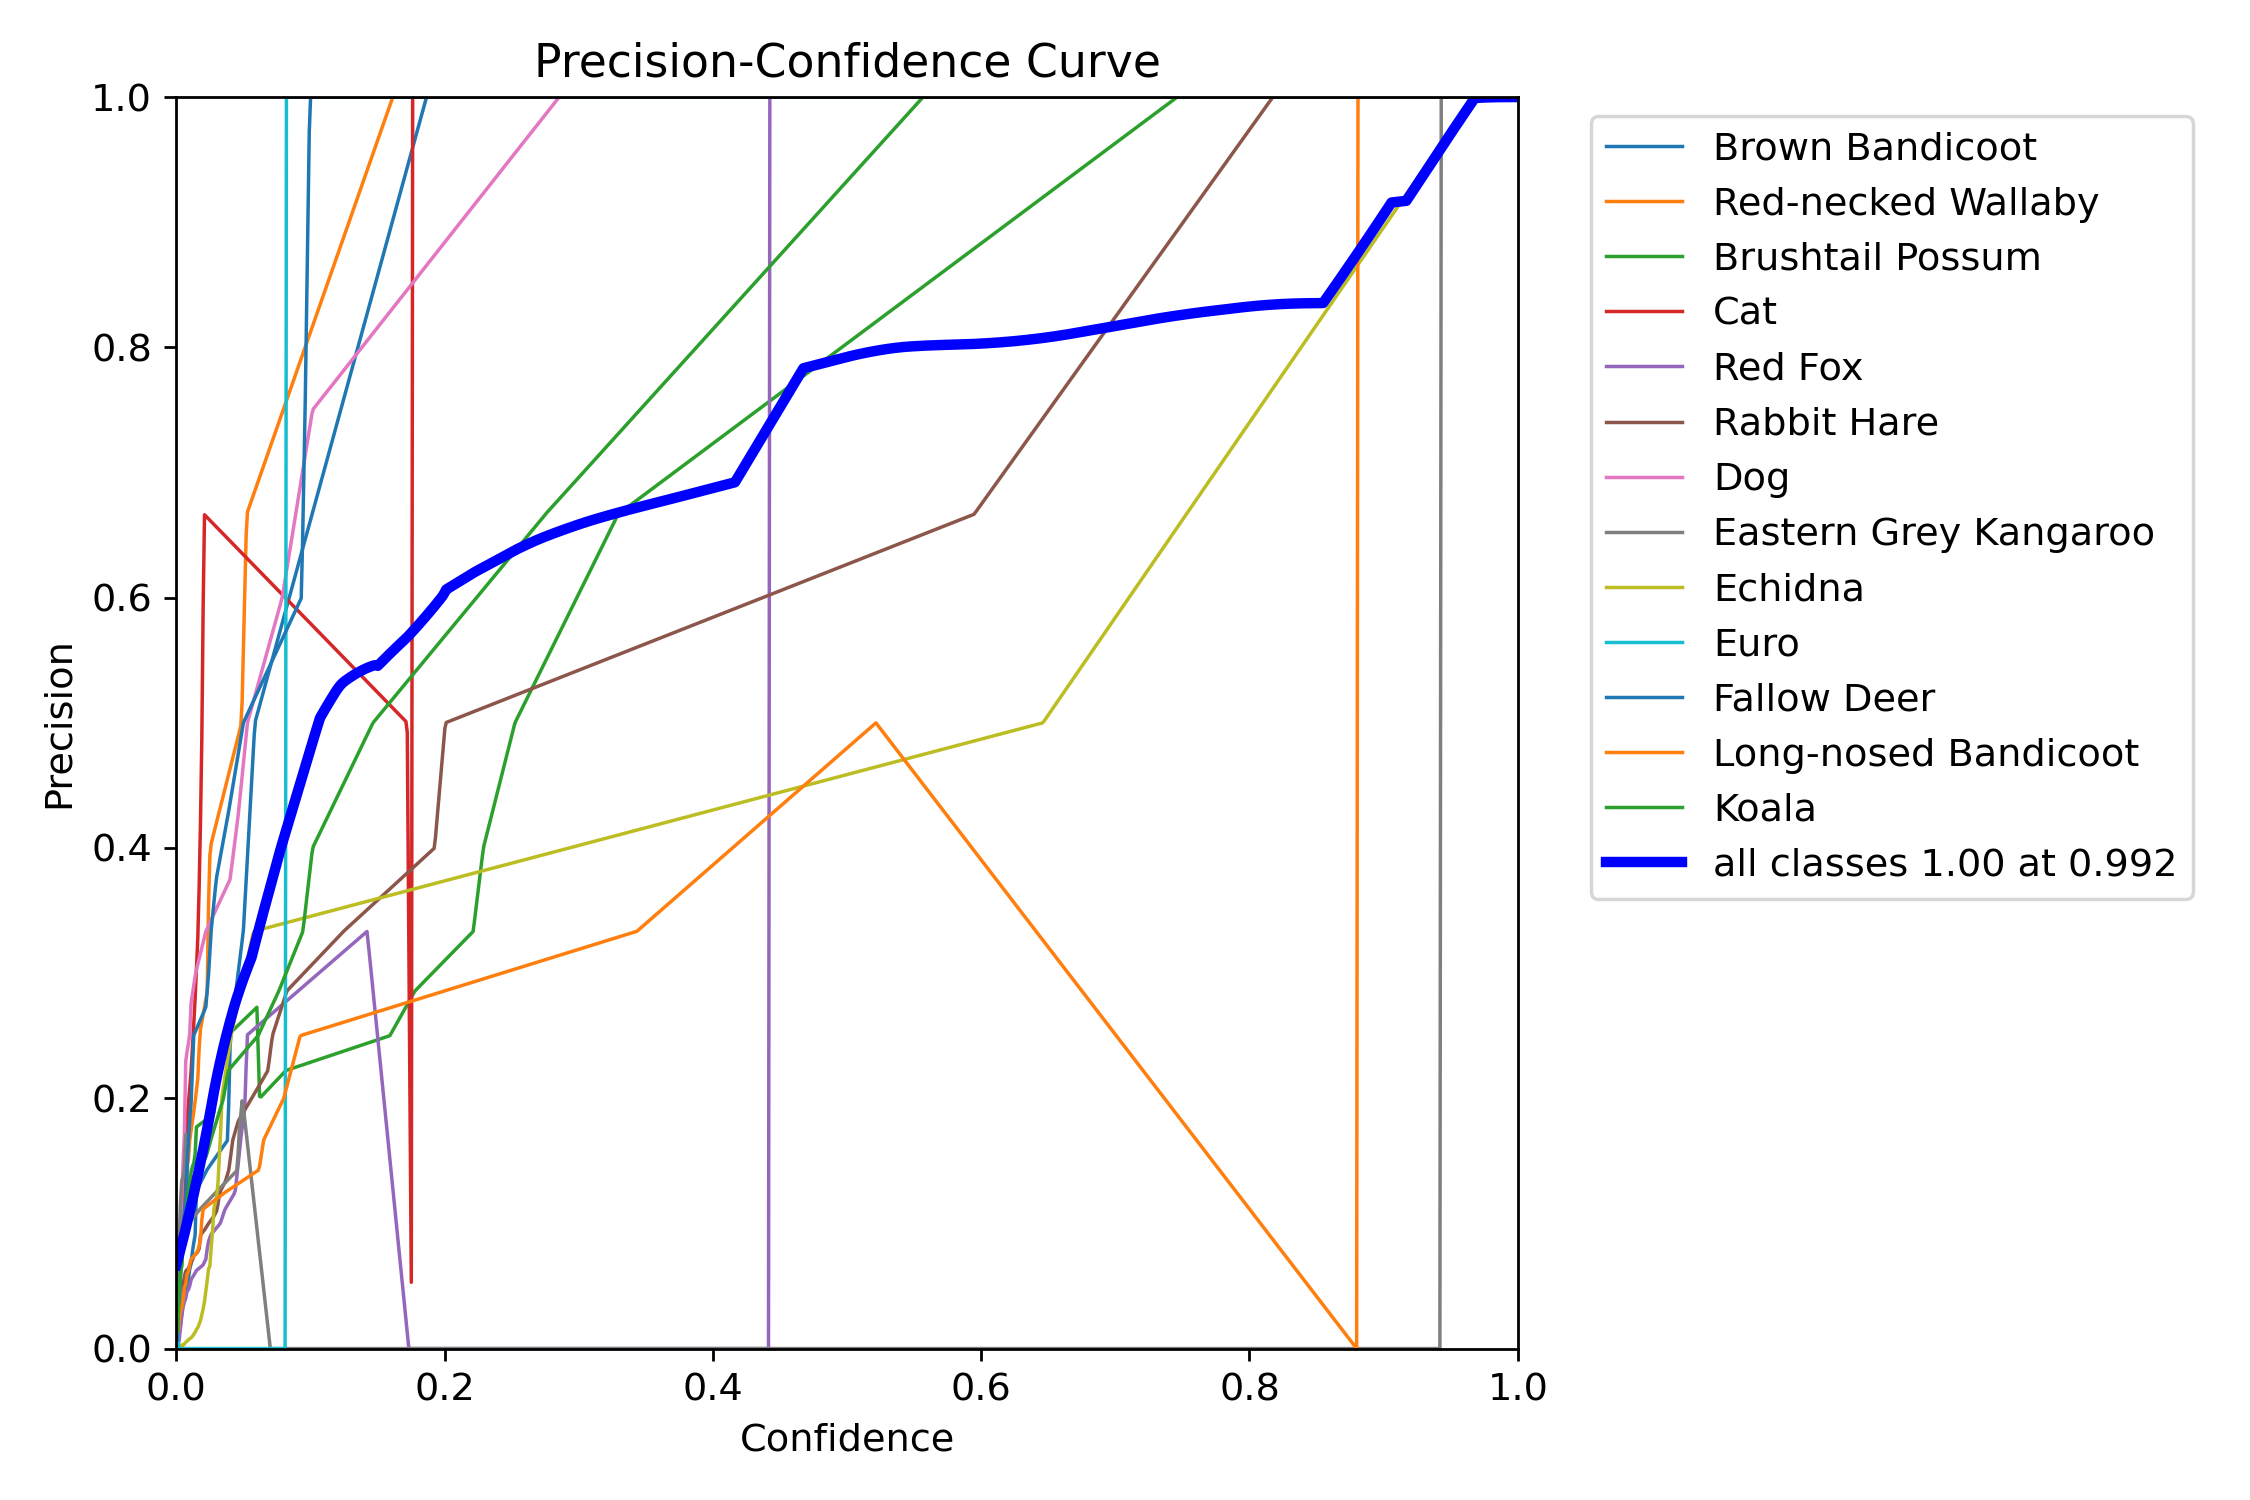 Precision-Confidence Curve
1.0
0.8
0.6
0.4
0.2
0.0
Precision
0.0 0.2 0.4 0.6 0.8 1.0
Confidence
Brown Bandicoot
Red-necked Wallaby
Brushtail Possum
Cat
Red Fox
Rabbit Hare
Dog
Eastern Grey Kangaroo
Echidna
Euro
Fallow Deer
Long-nosed Bandicoot
Koala
all classes 1.00 at 0.992